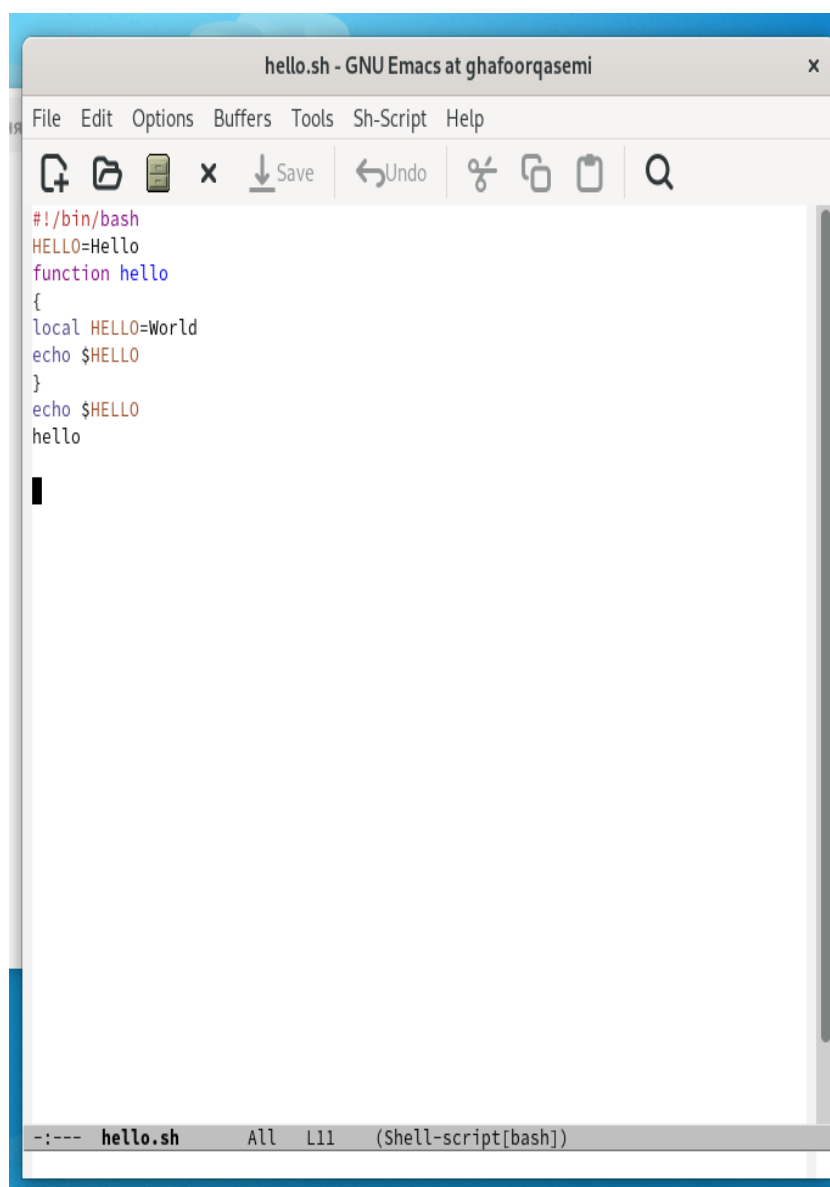 hello.sh - GNU Emacs at ghafoorqasemi
File Edit Options Buffers Tools Sh-Script Help
Save Undo
#!/bin/bash
HELLO=Hello
function hello
{
local HELLO=World
echo $HELLO
}
echo $HELLO
hello
-:--- hello.sh All L11 (Shell-script[bash])